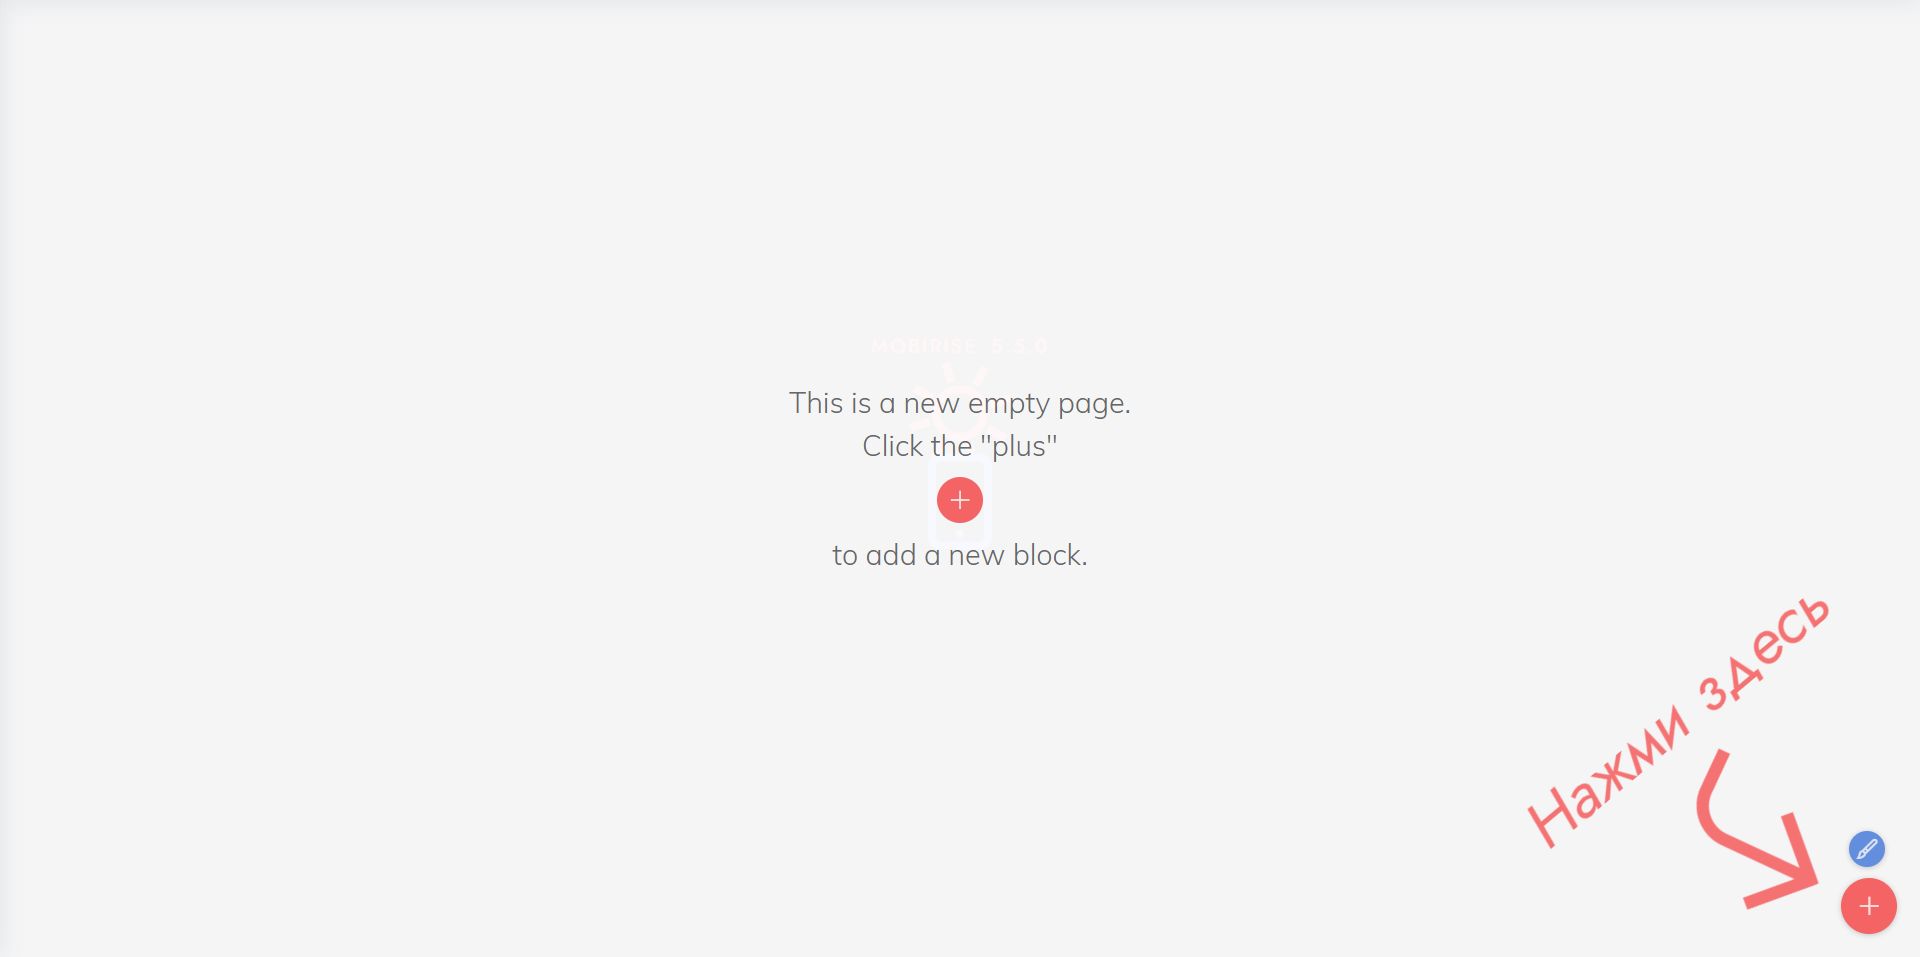 MOBIRISE 5.5.0
This is a new empty page.
Click the "plus"
to add a new block.
Нажми здесь